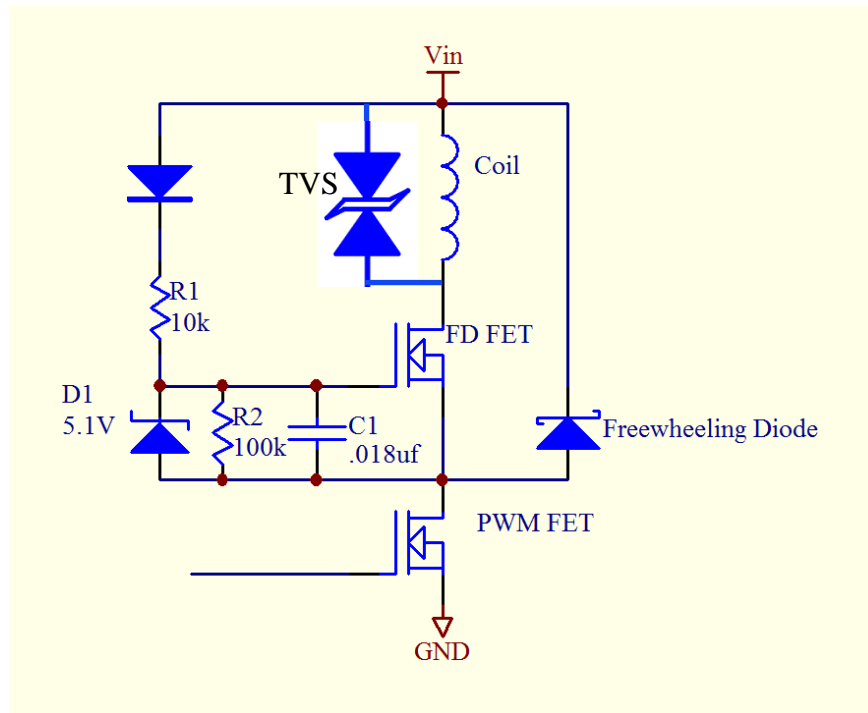 Vin
TVS
Coil
R1
10k
FD FET
D1
5.1V
R2
100k
C1
.018uf
Freewheeling Diode
PWM FET
GND